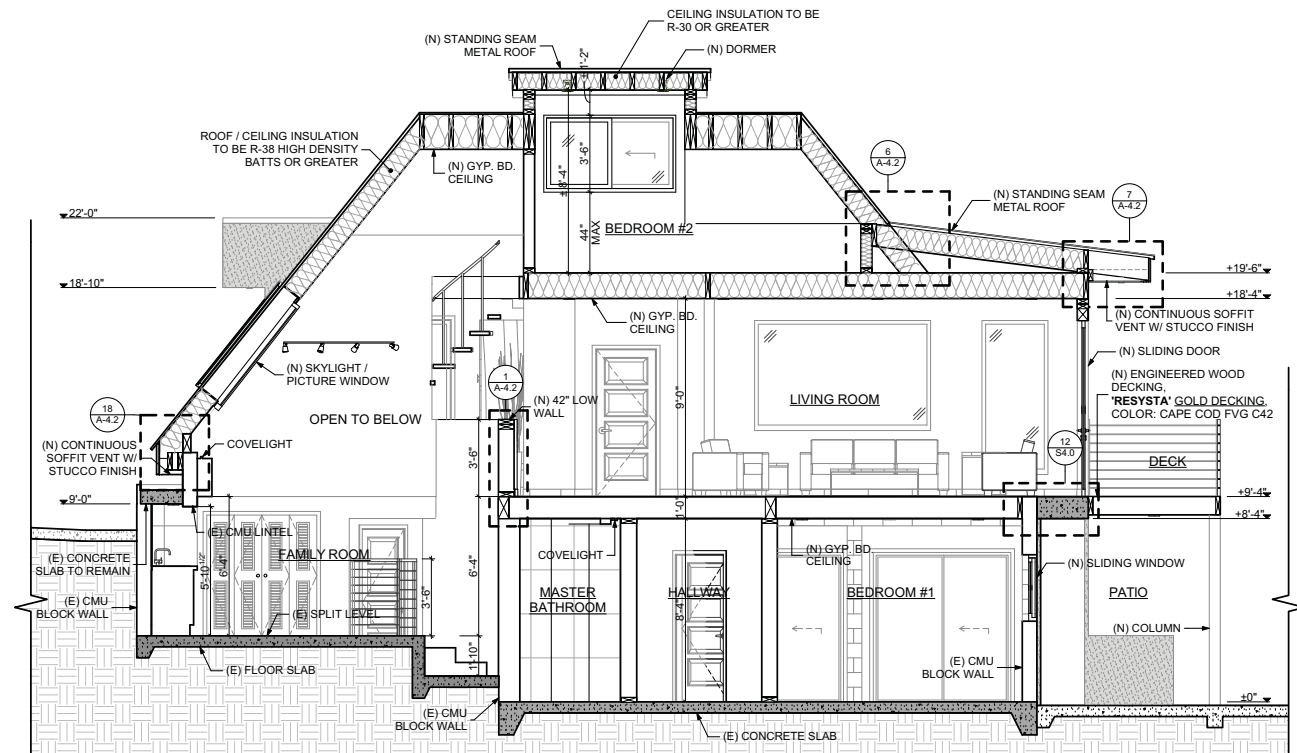 CEILING INSULATION TO BE
R-30 OR GREATER
(N) STANDING SEAM
METAL ROOF
(N) DORMER
± 1'-2"
ROOF / CEILING INSULATION
TO BE R-38 HIGH DENSITY
BATTS OR GREATER
(N) GYP. BD.
CEILING
3'-6"
± 8'-4"
44"
MAX
BEDROOM #2
6
A-4.2
(N) STANDING SEAM
METAL ROOF
7
A-4.2
22'-0"
18'-10"
+19'-6"
+18'-4"
(N) GYP. BD.
CEILING
(N) CONTINUOUS SOFFIT
VENT W/ STUCCO FINISH
(N) SKYLIGHT /
PICTURE WINDOW
1
A-4.2
(N) 42" LOW
WALL
9'-0"
LIVING ROOM
(N) SLIDING DOOR
(N) ENGINEERED WOOD
DECKING,
'RESYSTA' GOLD DECKING,
COLOR: CAPE COD FVG C42
18
A-4.2
OPEN TO BELOW
(N) CONTINUOUS
SOFFIT VENT W/
STUCCO FINISH
COVELIGHT
3'-6"
12
S4.0
DECK
9'-0"
1'-0"
+9'-4"
+8'-4"
(E) CMU LINTEL
(E) CONCRETE
SLAB TO REMAIN
FAMILY ROOM
5'-10 1/2"
6'-4"
3'-6"
6'-4"
COVELIGHT
(N) GYP. BD.
CEILING
(N) SLIDING WINDOW
(E) CMU
BLOCK WALL
(E) SPLIT LEVEL
MASTER
BATHROOM
HALLWAY
8'-4"
BEDROOM #1
PATIO
(N) COLUMN
1'-10"
(E) FLOOR SLAB
(E) CMU
BLOCK WALL
(E) CMU
BLOCK WALL
±0"
(E) CONCRETE SLAB